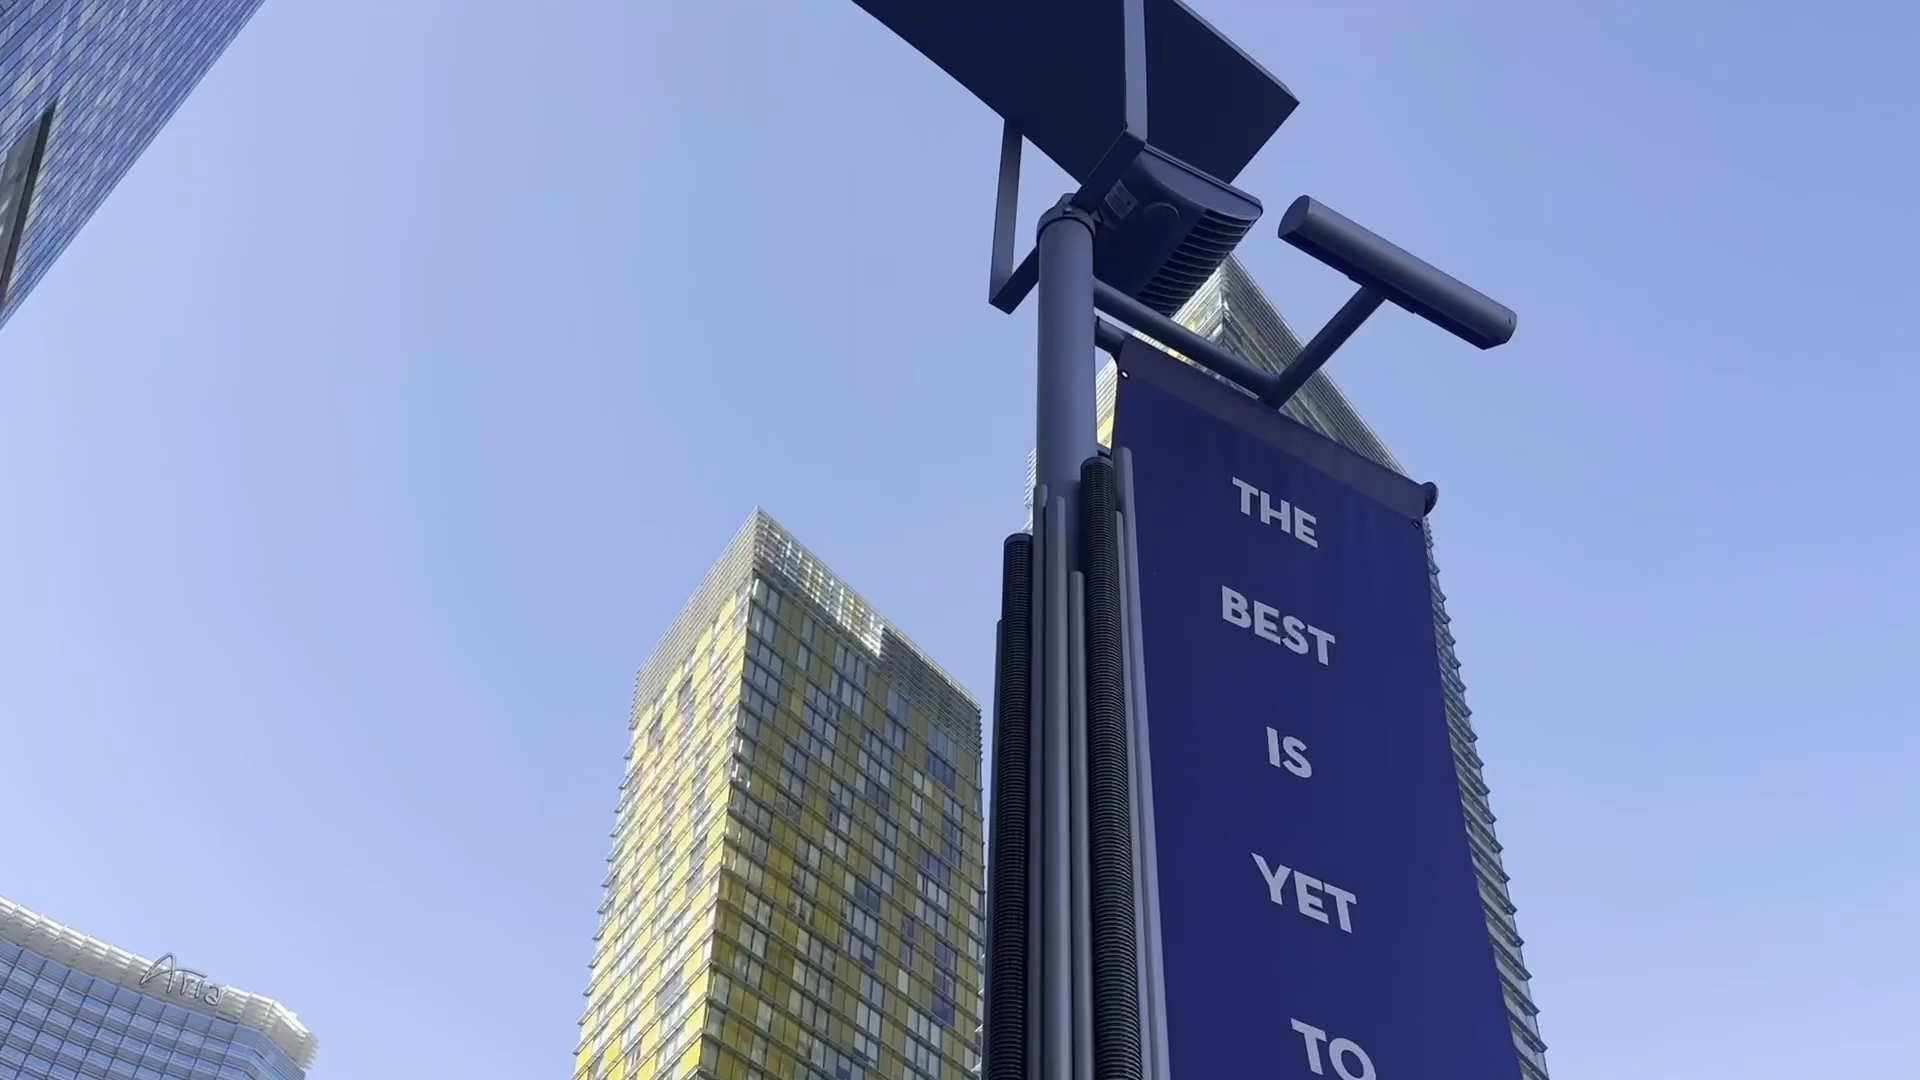 THE
BEST
IS
YET
TO
Aria